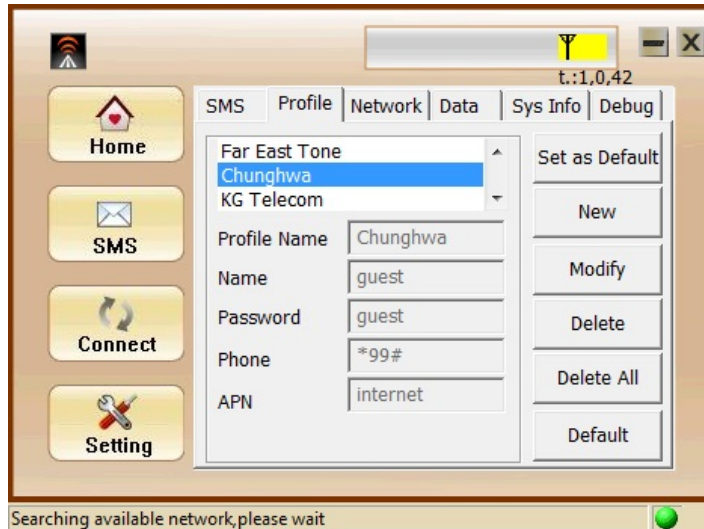 t.:1,0,42
SMS Profile Network Data Sys Info Debug
Home
SMS
Connect
Setting
Far East Tone
Chunghwa
KG Telecom
Profile Name Chunghwa
Name guest
Password guest
Phone *99#
APN internet
Set as Default
New
Modify
Delete
Delete All
Default
Searching available network,please wait